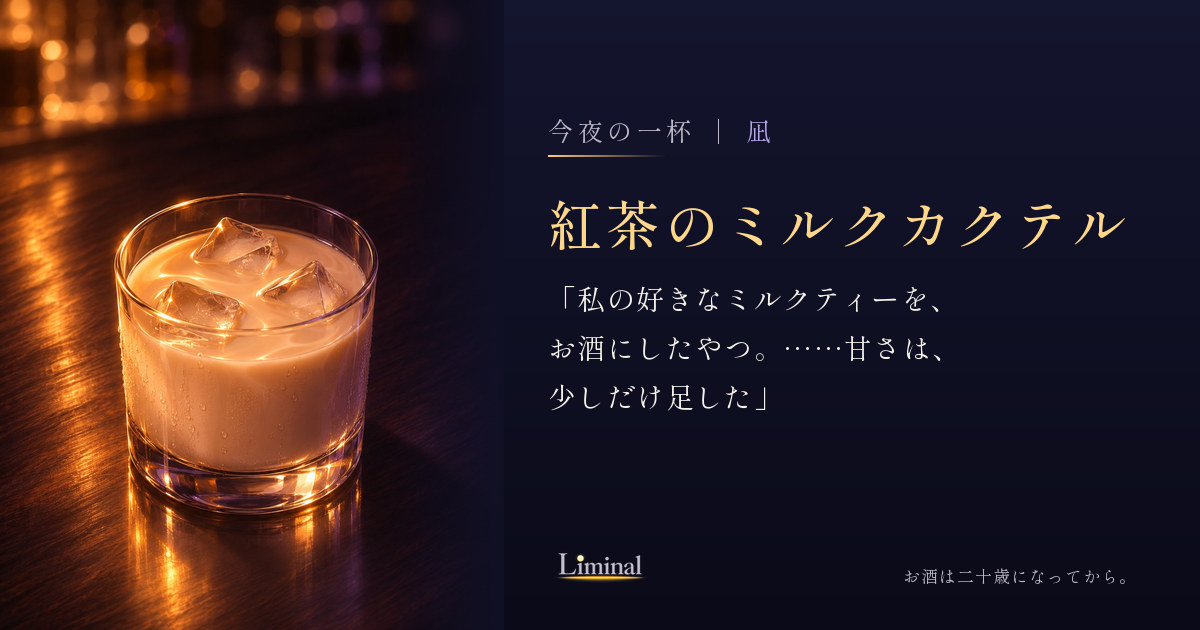 今夜の一杯 | 凪
紅茶のミルクカクテル
「私の好きなミルクティーを、
お酒にしたやつ。……甘さは、
少しだけ足した」
Liminal
お酒は二十歳になってから。